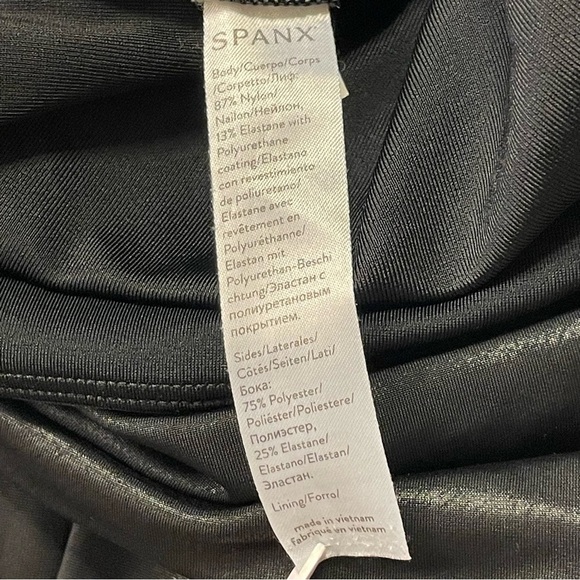 SPANX
Body/Cuerpo/Corps
/Corpetto/Лиф:
87% Nylon/
Nailon/Нейлон,
13% Elastane with
Polyurethane
coating/Elastano
con revestimiento
de poliuretano/
Elastane avec
revêtement en
Polyuréthanne/
Elastan mit
Polyurethan-Beschi
chtung/Эластан с
полиуретановым
покрытием.
Sides/Laterales/
Côtés/Seiten/Lati/
Бока:
75% Polyester/
Poliéster/Poliestere/
Полиэстер,
25% Elastane/
Elastano/Elastan/
Эластан.
Lining/Forro/
made in vietnam
fabriqué en vietnam